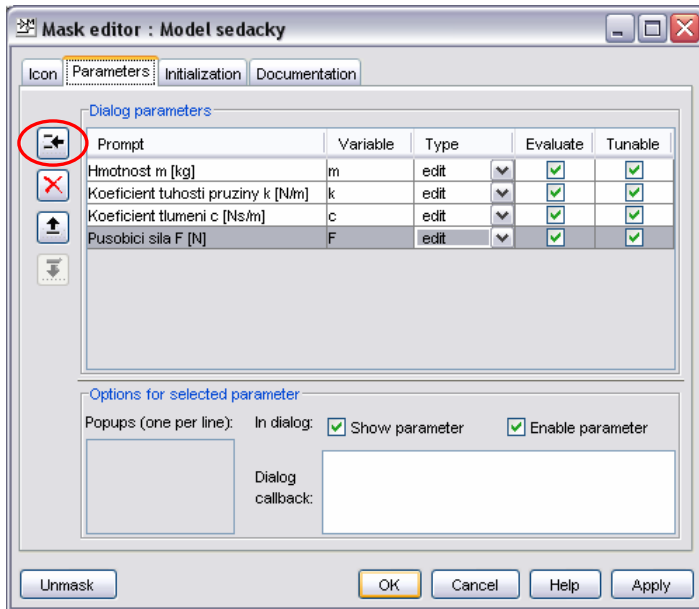 Mask editor : Model sedacky
Icon Parameters Initialization Documentation
Dialog parameters
Prompt Variable Type Evaluate Tunable
Hmotnost m [kg] m edit
Koeficient tuhosti pruziny k [N/m] k edit
Koeficient tlumeni c [Ns/m] c edit
Pusobici sila F [N] F edit
Options for selected parameter
Popups (one per line): In dialog: Show parameter Enable parameter
Dialog
callback:
Unmask OK Cancel Help Apply